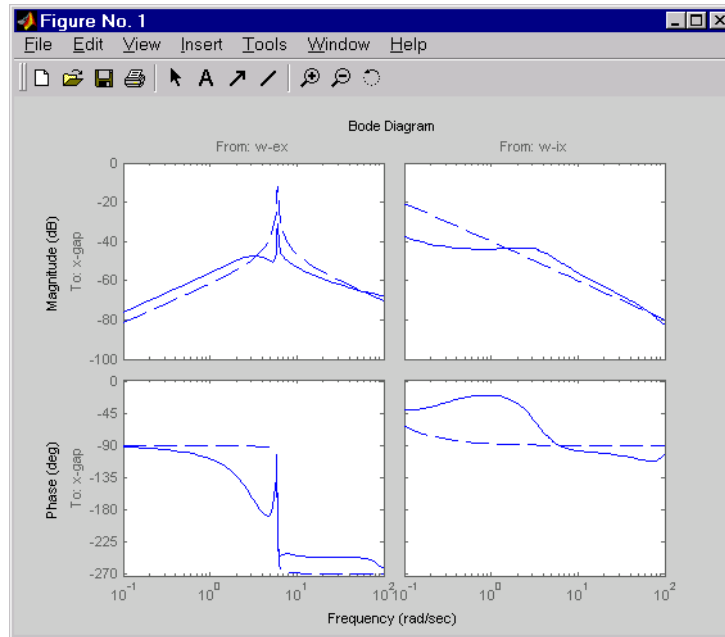 Figure No. 1
File Edit View Insert Tools Window Help
A
Bode Diagram
From: w-ex From: w-ix
Magnitude (dB)
To: x-gap
0
-20
-40
-60
-80
-100
Phase (deg)
To: x-gap
0
-45
-90
-135
-180
-225
-270
10^-1 10^0 10^1 10^2 10^-1 10^0 10^1 10^2
Frequency (rad/sec)